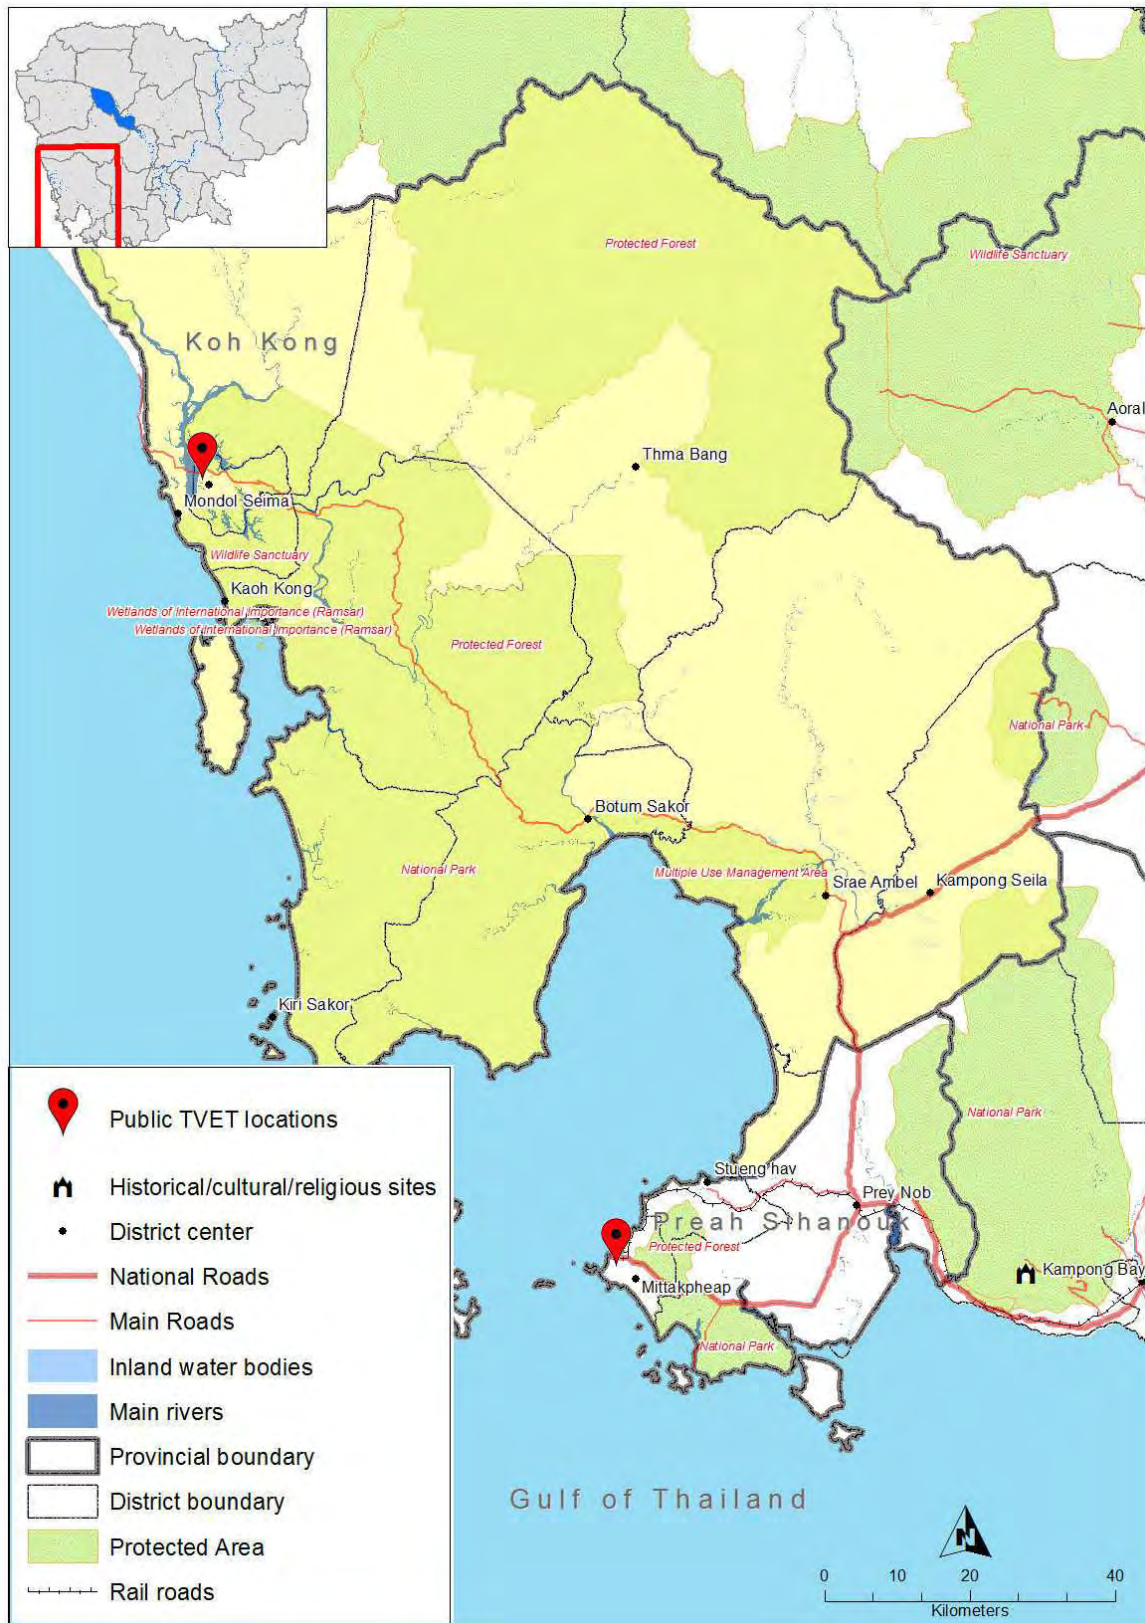 Protected Forest
Wildlife Sanctuary
Koh Kong
Aoral
Thma Bang
Mondol Seima
Wildlife Sanctuary
Kaoh Kong
Wetlands of International Importance (Ramsar)
Wetlands of International Importance (Ramsar)
Protected Forest
National Park
Botum Sakor
National Park
Multiple Use Management Area
Srae Ambel
Kampong Seila
Kiri Sakor
National Park
Stueng hav
Prey Nob
Preah Sihanouk
Protected Forest
Mittakpheap
Kampong Bay
National Park
Gulf of Thailand
Public TVET locations
Historical/cultural/religious sites
District center
National Roads
Main Roads
Inland water bodies
Main rivers
Provincial boundary
District boundary
Protected Area
Rail roads
N
0 10 20 40
Kilometers